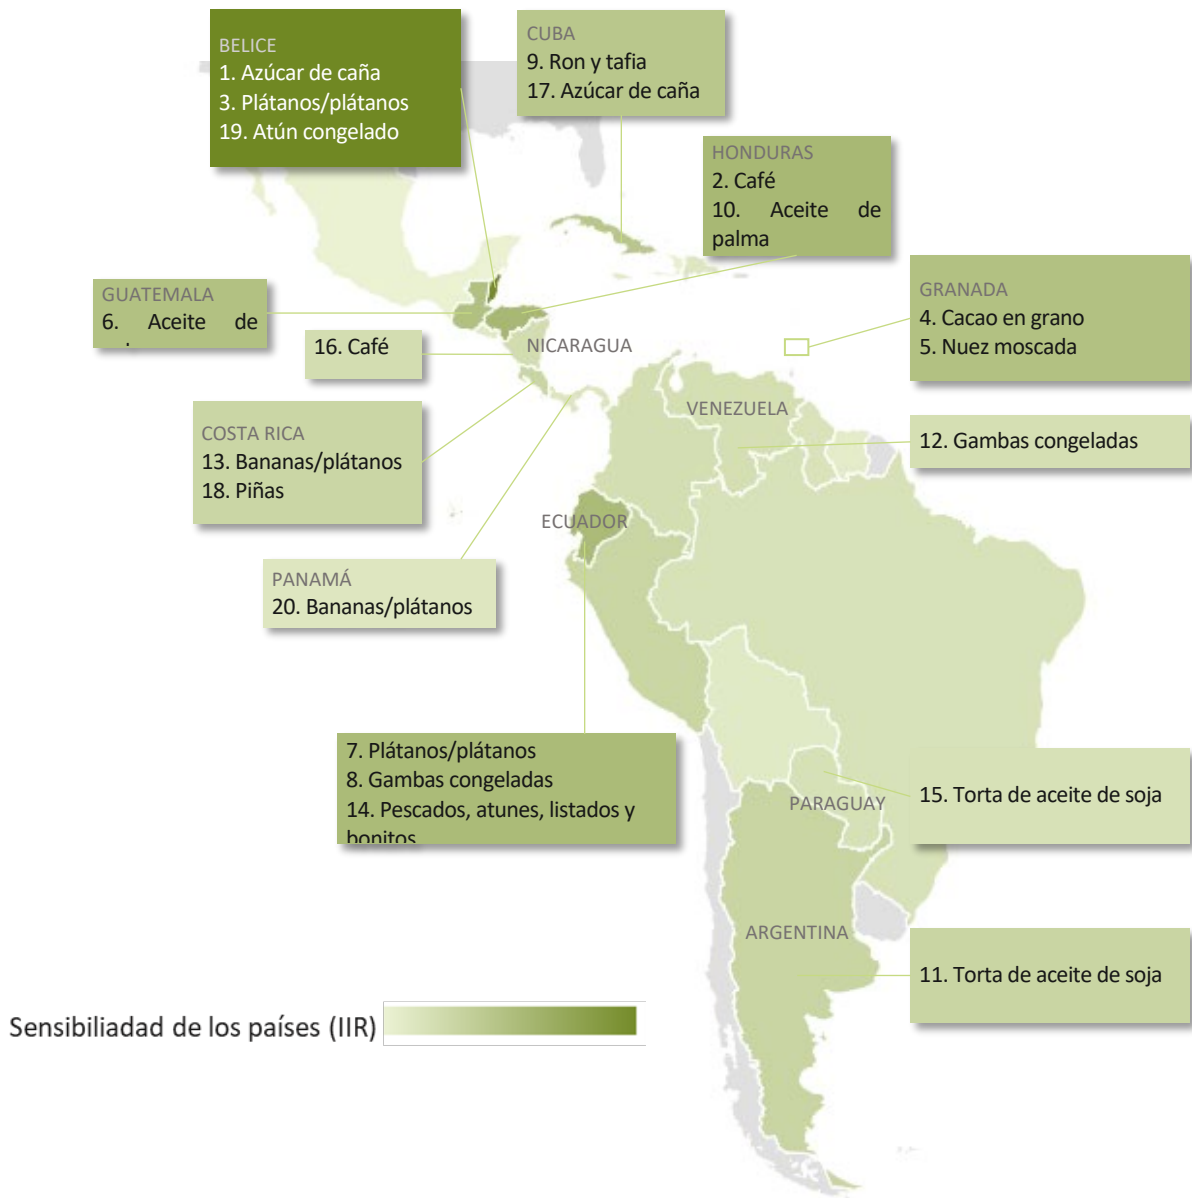 BELICE
1. Azúcar de caña
3. Plátanos/plátanos
19. Atún congelado
CUBA
9. Ron y tafia
17. Azúcar de caña
HONDURAS
2. Café
10. Aceite de
palma
GUATEMALA
6. Aceite de
GRANADA
4. Cacao en grano
5. Nuez moscada
16. Café
NICARAGUA
VENEZUELA
12. Gambas congeladas
COSTA RICA
13. Bananas/plátanos
18. Piñas
ECUADOR
PANAMÁ
20. Bananas/plátanos
7. Plátanos/plátanos
8. Gambas congeladas
14. Pescados, atunes, listados y
bonitos
PARAGUAY
15. Torta de aceite de soja
ARGENTINA
11. Torta de aceite de soja
Sensibiliadad de los países (IIR)